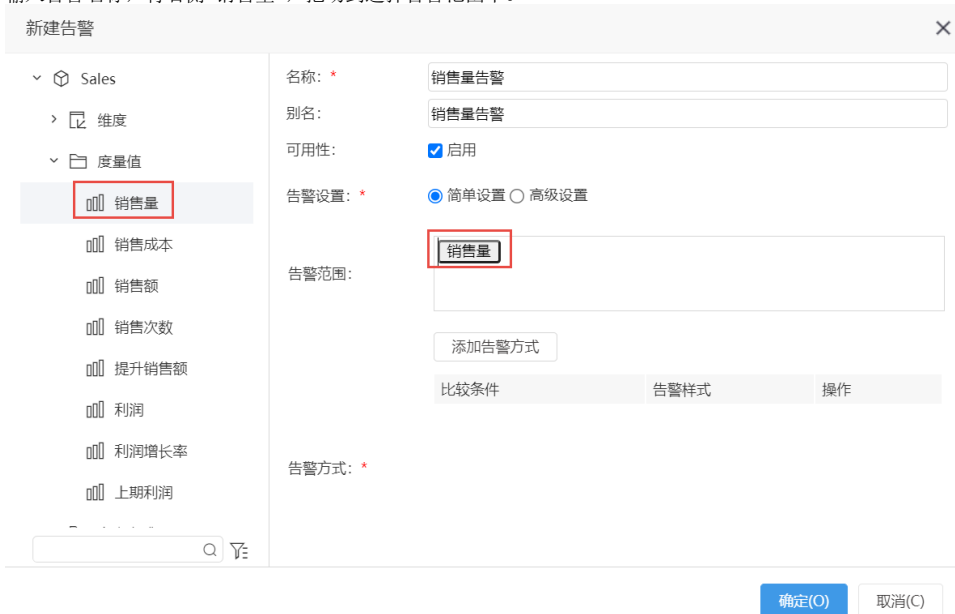 新建告警
Sales
维度
度量值
销售量
销售成本
销售额
销售次数
提升销售额
利润
利润增长率
上期利润
名称: *
销售量告警
别名:
销售量告警
可用性:
启用
告警设置: *
简单设置 高级设置
告警范围:
销售量
添加告警方式
比较条件 告警样式 操作
告警方式: *
确定(O) 取消(C)